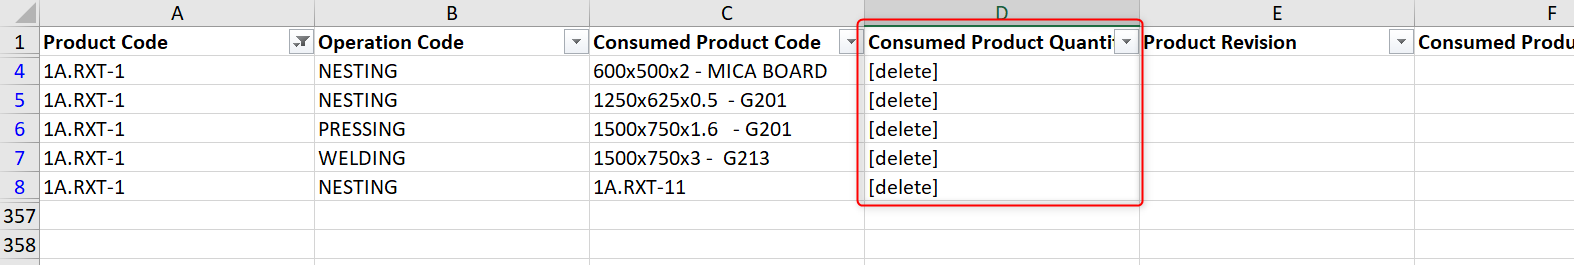 A B C D E F
1 Product Code Operation Code Consumed Product Code Consumed Product Quanti Product Revision Consumed Produ
4 1A.RXT-1 NESTING 600x500x2 - MICA BOARD [delete]
5 1A.RXT-1 NESTING 1250x625x0.5  - G201 [delete]
6 1A.RXT-1 PRESSING 1500x750x1.6   - G201 [delete]
7 1A.RXT-1 WELDING 1500x750x3 -  G213 [delete]
8 1A.RXT-1 NESTING 1A.RXT-11 [delete]
357
358